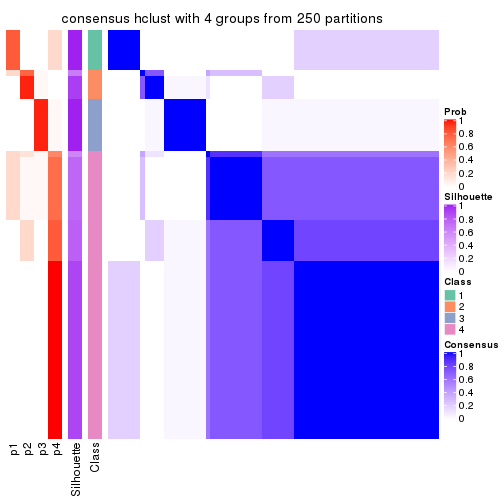 consensus hclust with 4 groups from 250 partitions
Prob
1
0.8
0.6
0.4
0.2
0
Silhouette
1
0.8
0.6
0.4
0.2
0
Class
1
2
3
4
Consensus
1
0.8
0.6
0.4
0.2
0
p1
p2
p3
p4
Silhouette
Class